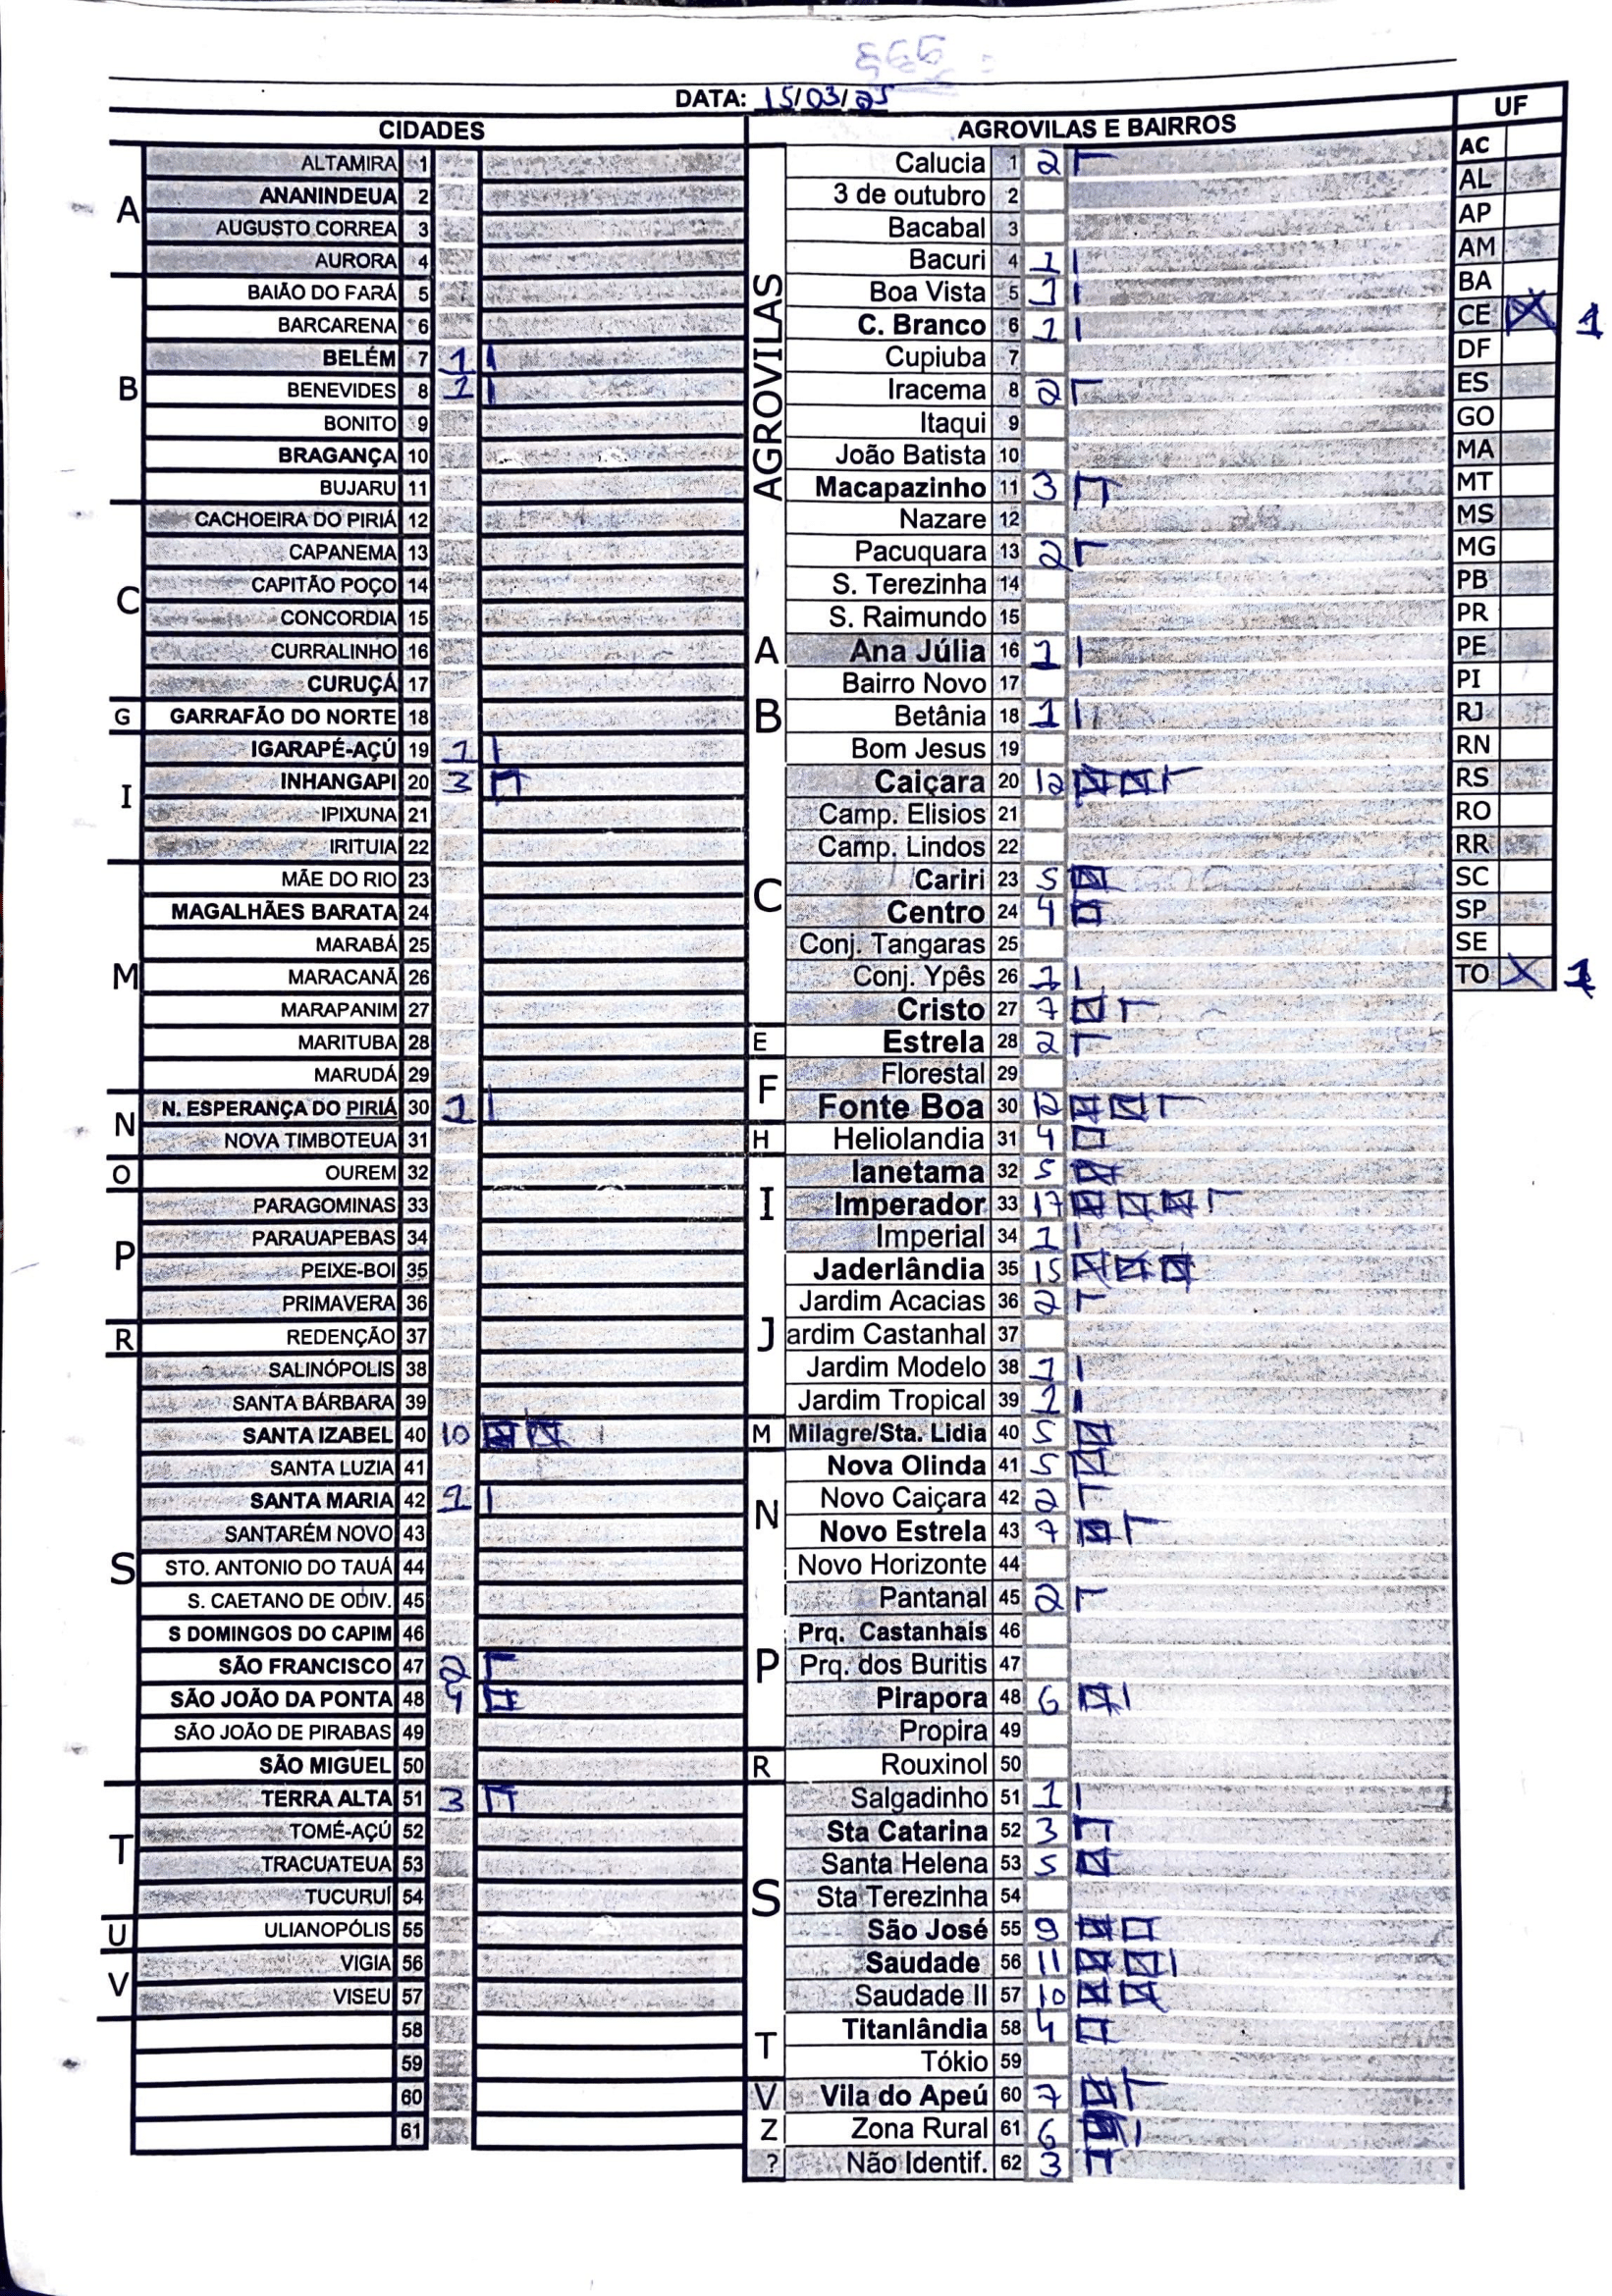 DATA: 15/03/25
CIDADES
A
ALTAMIRA 1
ANANINDEUA 2
AUGUSTO CORREA 3
AURORA 4
B
BAIÃO DO FARÁ 5
BARCARENA 6
BELÉM 7 1
BENEVIDES 8 1
BONITO 9
BRAGANÇA 10
BUJARU 11
C
CACHOEIRA DO PIRIÁ 12
CAPANEMA 13
CAPITÃO POÇO 14
CONCORDIA 15
CURRALINHO 16
CURUÇÁ 17
G
GARRAFÃO DO NORTE 18
I
IGARAPÉ-AÇÚ 19 1
INHANGAPI 20 3
IPIXUNA 21
IRITUIA 22
M
MÃE DO RIO 23
MAGALHÃES BARATA 24
MARABÁ 25
MARACANÃ 26
MARAPANIM 27
MARITUBA 28
MARUDÁ 29
N
N. ESPERANÇA DO PIRIÁ 30 1
NOVA TIMBOTEUA 31
O
OUREM 32
P
PARAGOMINAS 33
PARAUAPEBAS 34
PEIXE-BOI 35
PRIMAVERA 36
R
REDENÇÃO 37
S
SALINÓPOLIS 38
SANTA BÁRBARA 39
SANTA IZABEL 40 10
SANTA LUZIA 41
SANTA MARIA 42 1
SANTARÉM NOVO 43
STO. ANTONIO DO TAUÁ 44
S. CAETANO DE ODIV. 45
S DOMINGOS DO CAPIM 46
SÃO FRANCISCO 47 2
SÃO JOÃO DA PONTA 48 4
SÃO JOÃO DE PIRABAS 49
SÃO MIGUEL 50
T
TERRA ALTA 51 3
TOMÉ-AÇÚ 52
TRACUATEUA 53
TUCURUÍ 54
U
ULIANOPÓLIS 55
V
VIGIA 56
VISEU 57
58
59
60
61
AGROVILAS E BAIRROS
AGROVILAS
Calucia 1 2
3 de outubro 2
Bacabal 3
Bacuri 4 1
Boa Vista 5 1
C. Branco 6 1
Cupiuba 7
Iracema 8 2
Itaqui 9
João Batista 10
Macapazinho 11 3
Nazare 12
Pacuquara 13 2
S. Terezinha 14
S. Raimundo 15
A
Ana Júlia 16 1
Bairro Novo 17
B
Betânia 18 1
Bom Jesus 19
C
Caiçara 20 12
Camp. Elisios 21
Camp. Lindos 22
Cariri 23 5
Centro 24 4
Conj. Tangaras 25
Conj. Ypês 26 1
Cristo 27 7
E
Estrela 28 2
F
Florestal 29
Fonte Boa 30 12
H
Heliolandia 31 4
I
Ianetama 32 5
Imperador 33 17
Imperial 34 1
J
Jaderlândia 35 15
Jardim Acacias 36 2
ardim Castanhal 37
Jardim Modelo 38 1
Jardim Tropical 39 1
M
Milagre/Sta. Lidia 40 5
N
Nova Olinda 41 5
Novo Caiçara 42 2
Novo Estrela 43 7
Novo Horizonte 44
P
Pantanal 45 2
Prq. Castanhais 46
Prq. dos Buritis 47
Pirapora 48 6
Propira 49
R
Rouxinol 50
S
Salgadinho 51 1
Sta Catarina 52 3
Santa Helena 53 5
Sta Terezinha 54
São José 55 9
Saudade 56 11
Saudade II 57 10
T
Titanlândia 58 4
Tókio 59
V
Vila do Apeú 60 7
Z
Zona Rural 61 6
?
Não Identif. 62 3
UF
AC
AL
AP
AM
BA
CE X 1
DF
ES
GO
MA
MT
MS
MG
PB
PR
PE
PI
RJ
RN
RS
RO
RR
SC
SP
SE
TO X 1